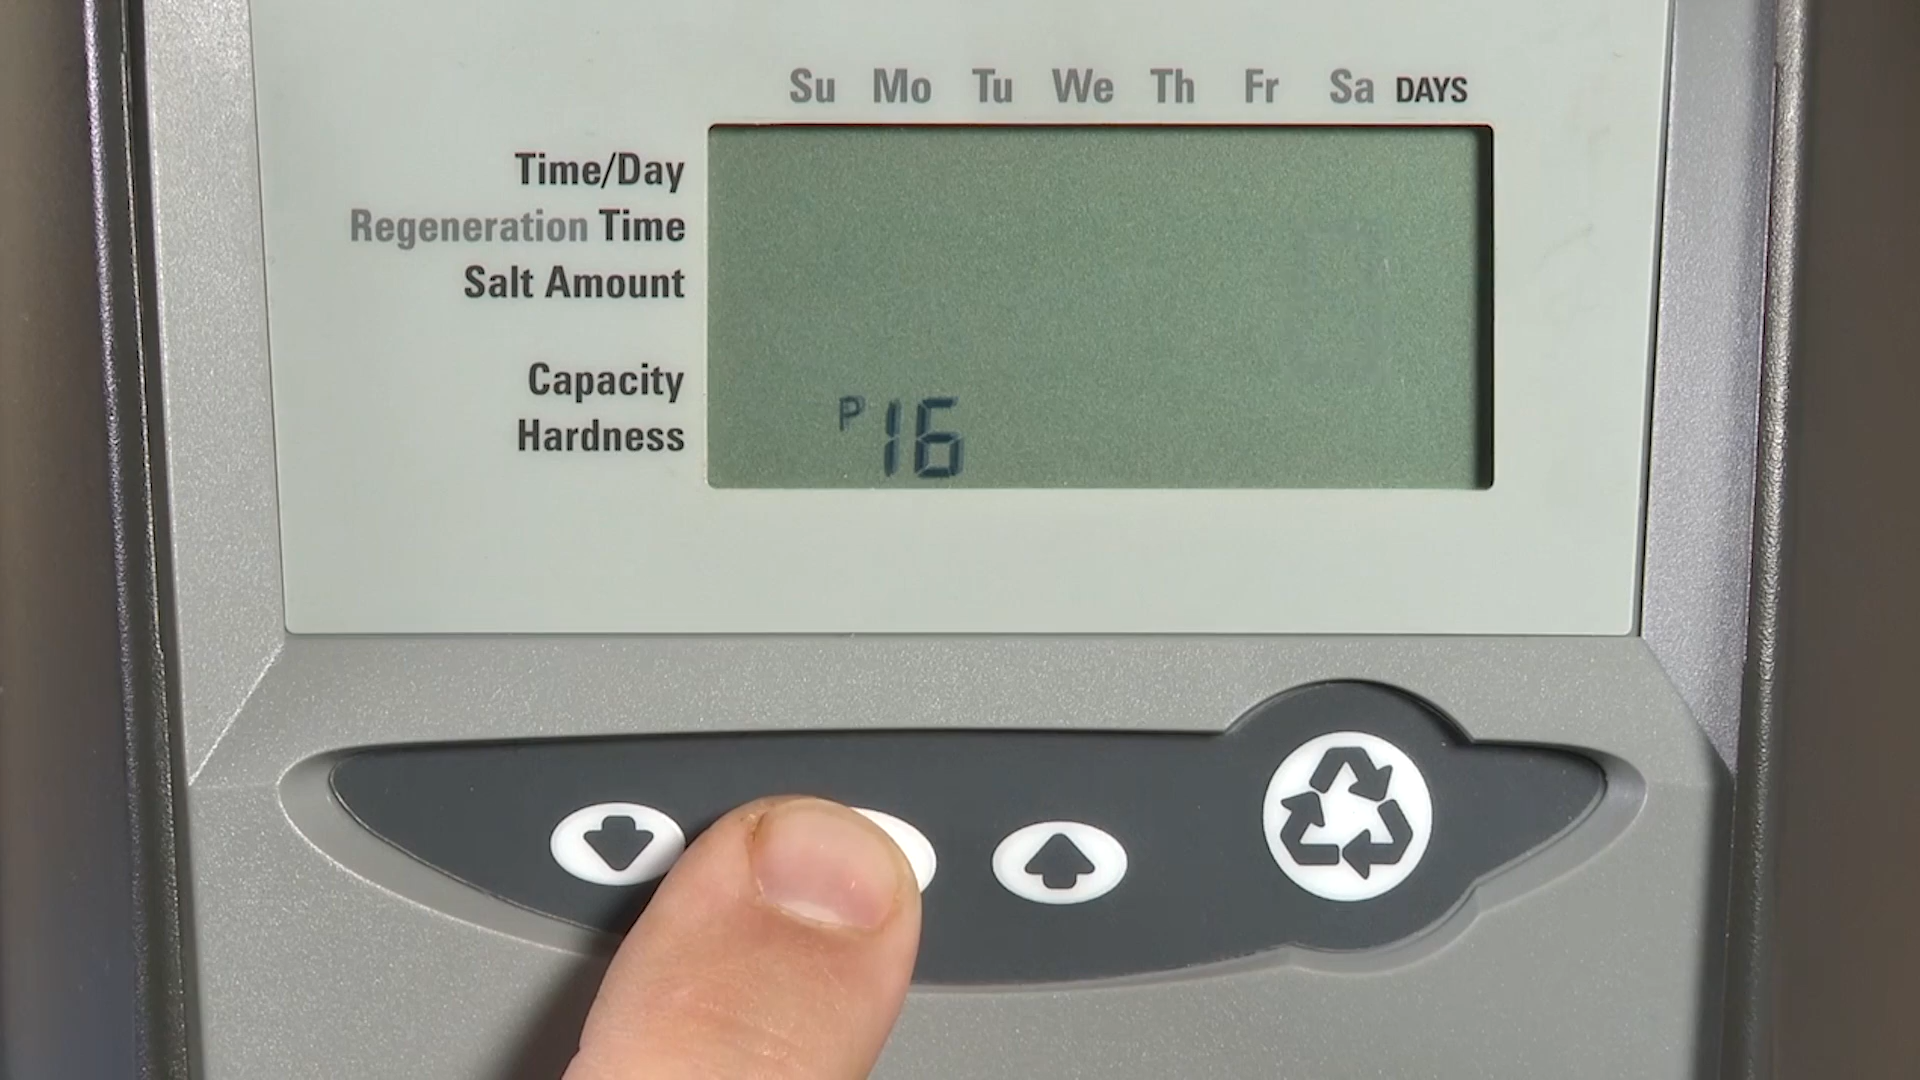 Su Mo Tu We Th Fr Sa DAYS
Time/Day
Regeneration Time
Salt Amount
Capacity
Hardness
P 16